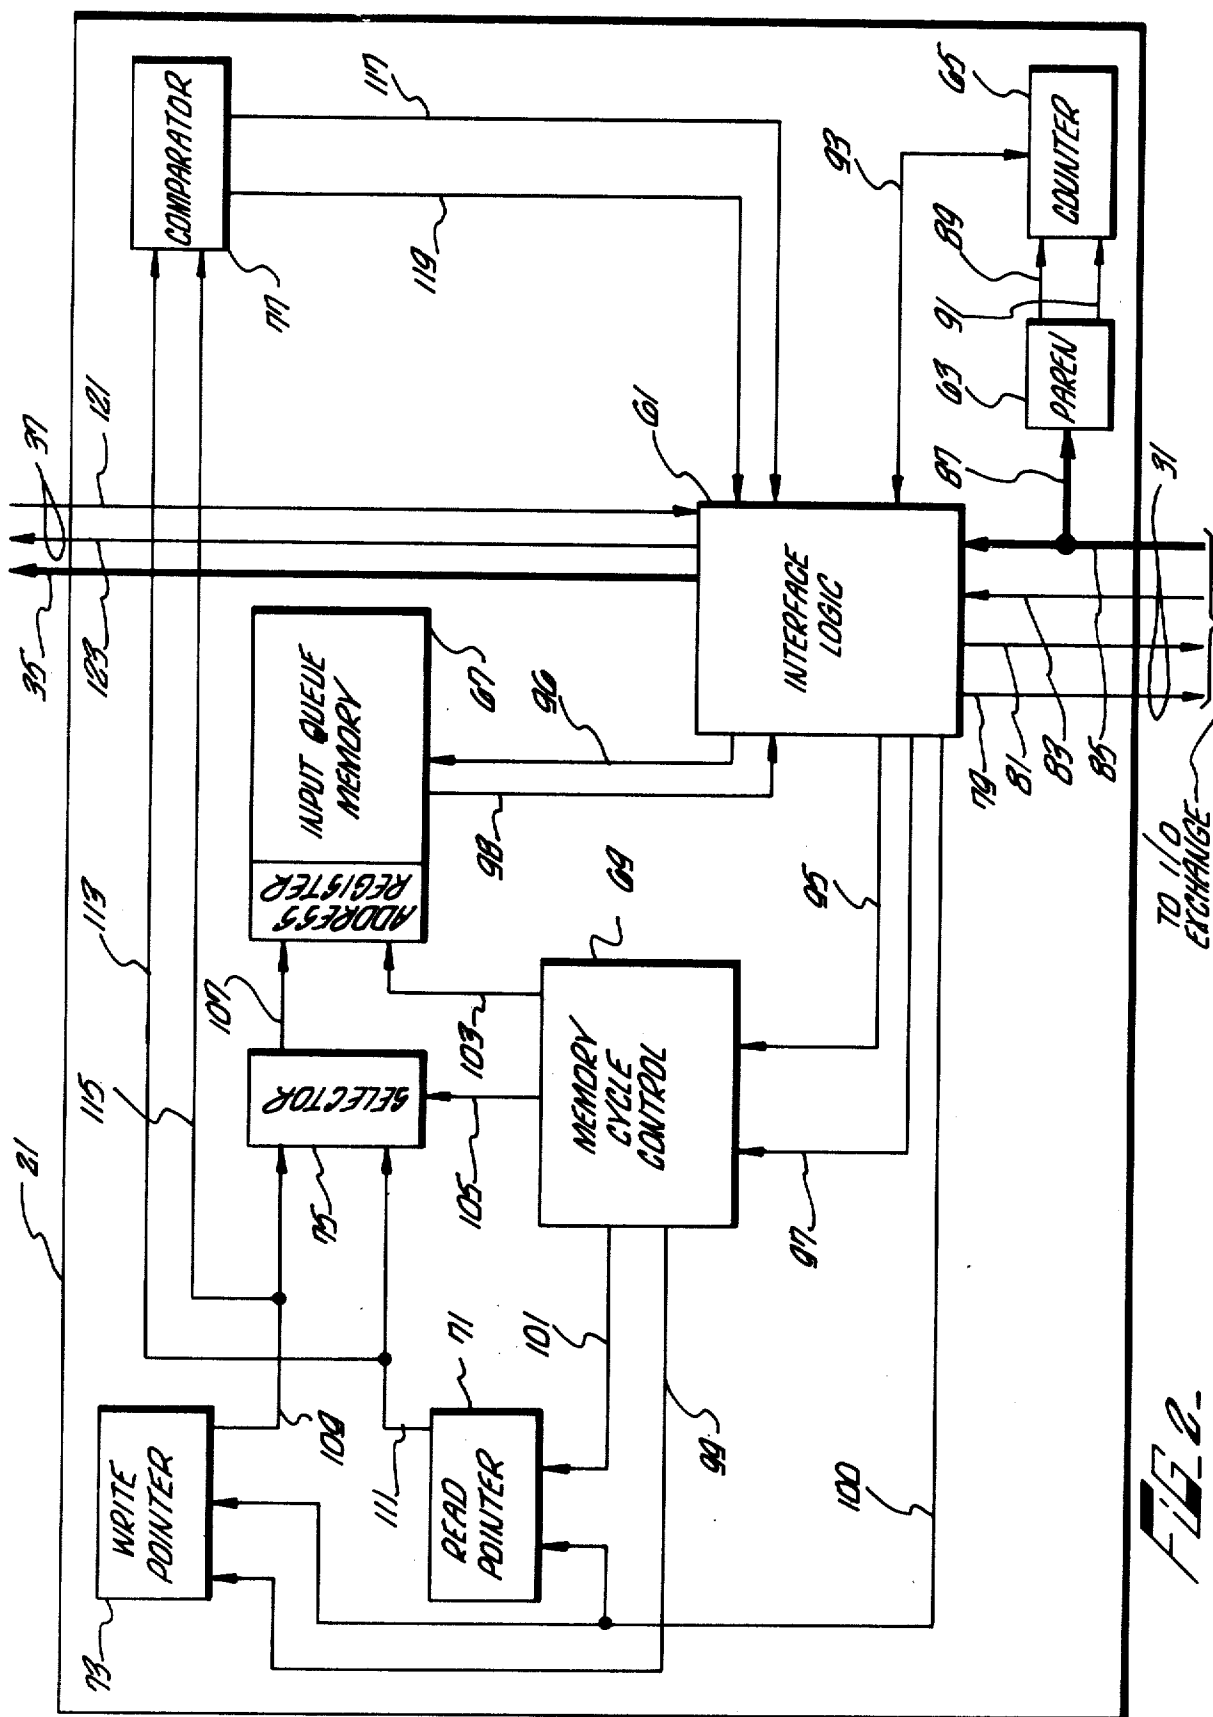 21
73
WRITE
POINTER
109
115
113
READ
POINTER
71
111
101
99
100
SELECTOR
75
107
105
103
ADDRESS
REGISTER
INPUT QUEUE
MEMORY
67
98
96
MEMORY
CYCLE
CONTROL
69
95
97
35
123
37
121
COMPARATOR
77
119
117
INTERFACE
LOGIC
61
93
87
63
PAREN
91
89
COUNTER
65
79
81
83
85
31
TO I/O
EXCHANGE
FIG_2_